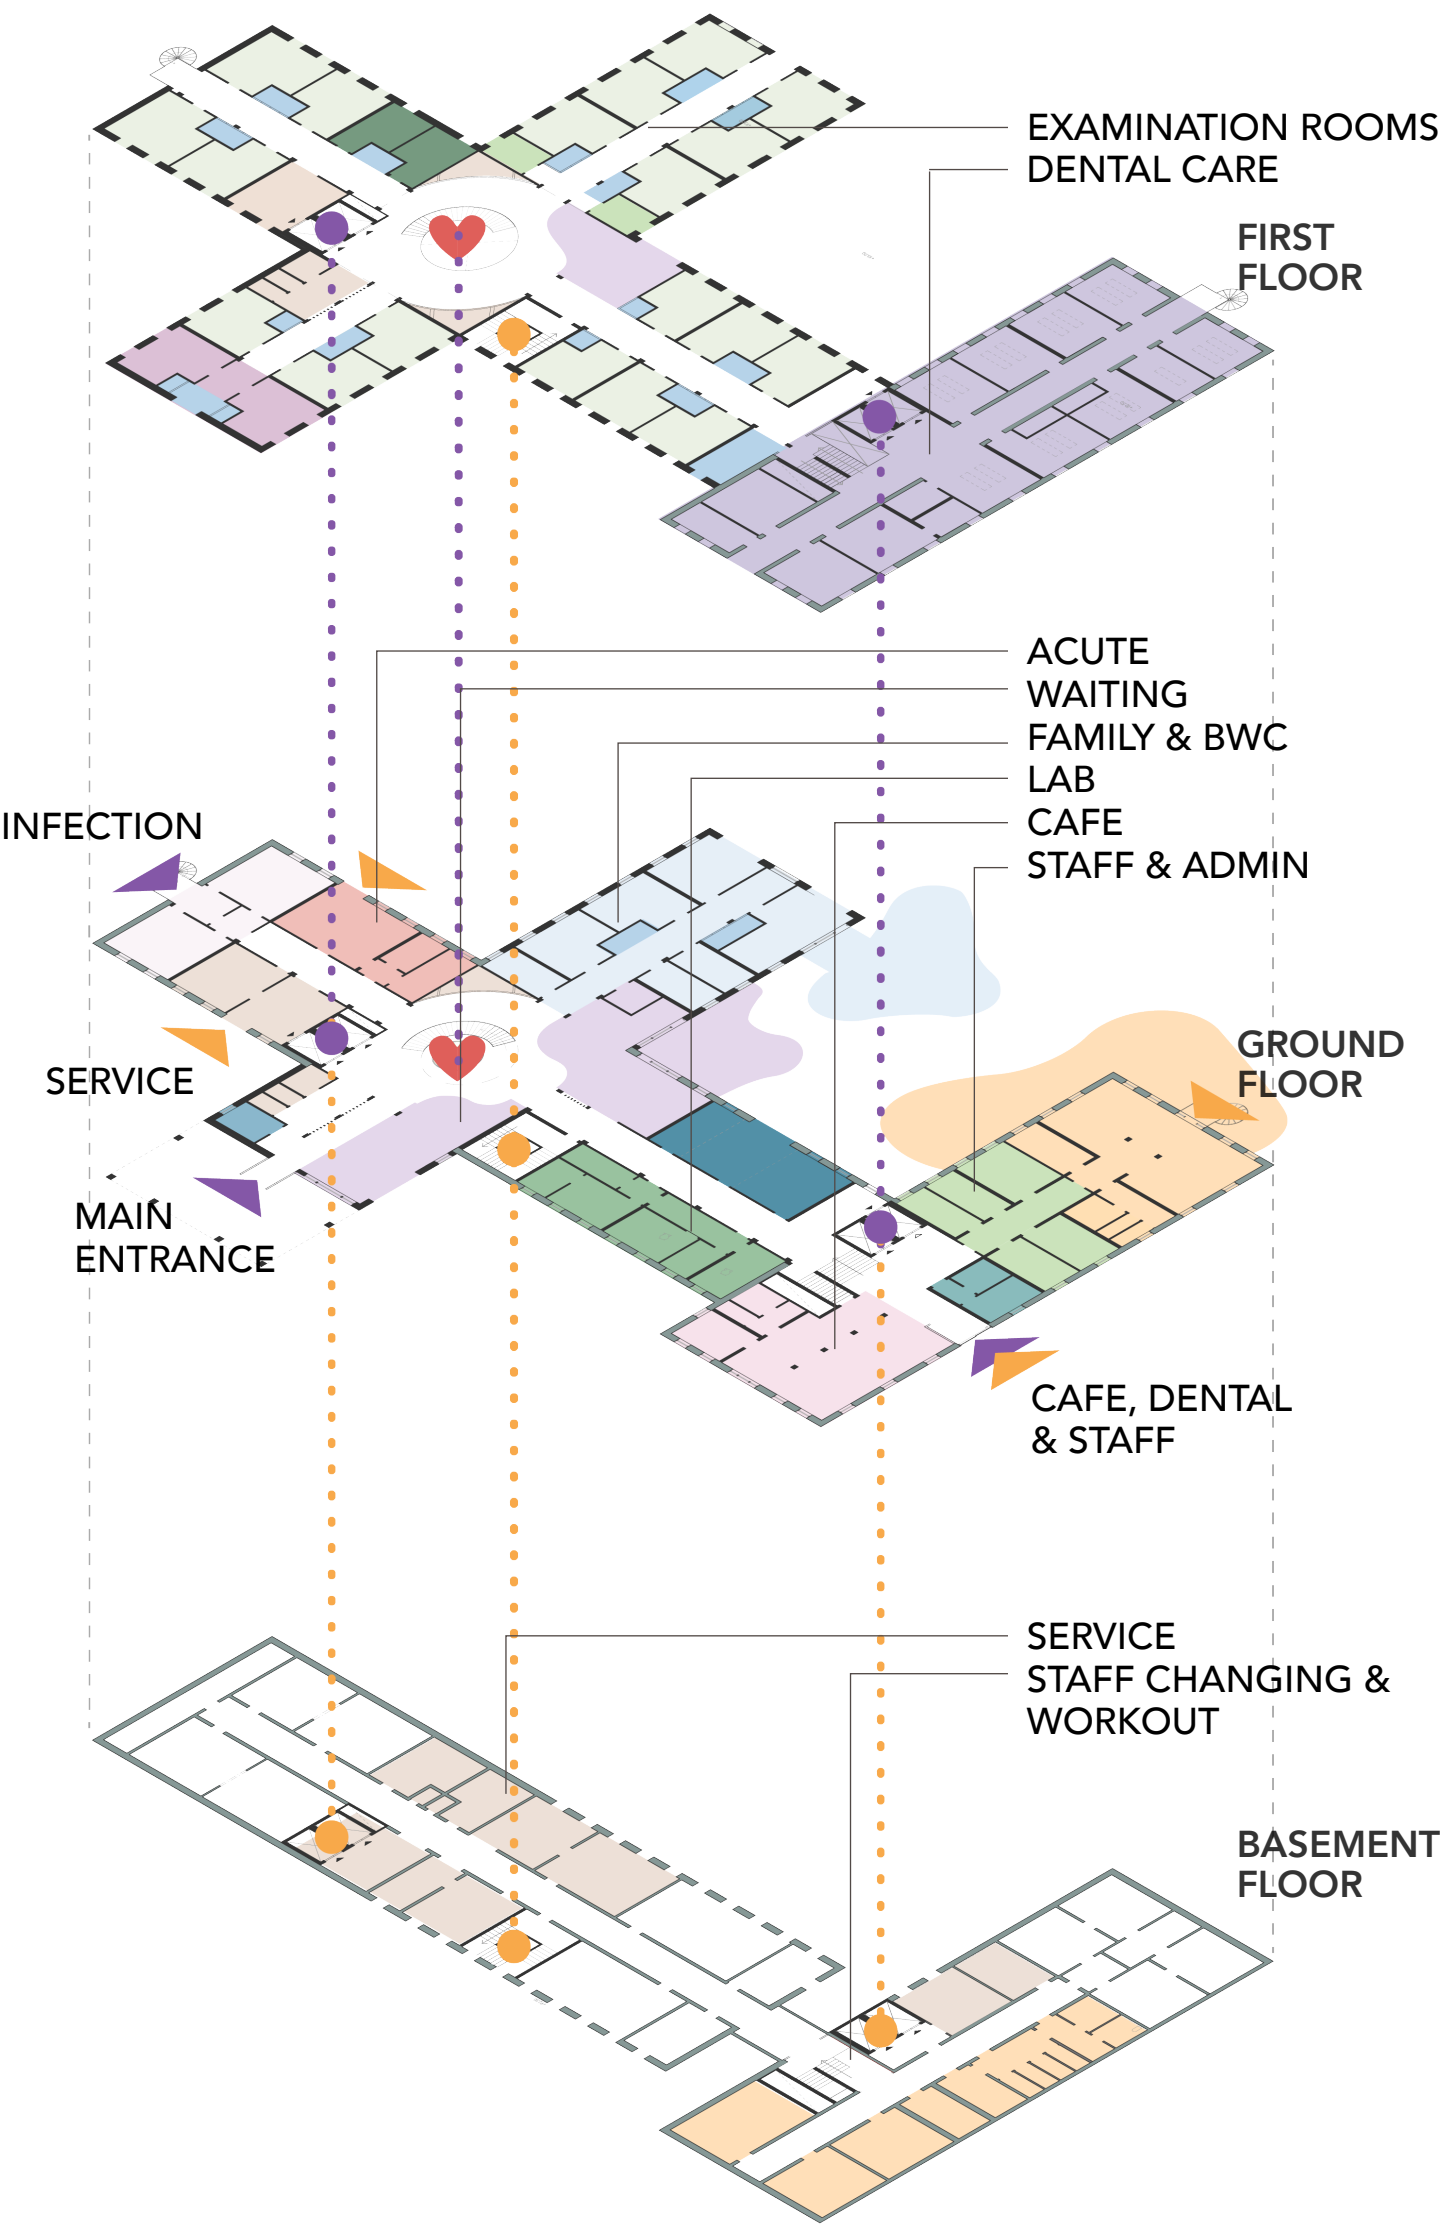 EXAMINATION ROOMS
DENTAL CARE
FIRST
FLOOR
ACUTE
WAITING
FAMILY & BWC
LAB
CAFE
STAFF & ADMIN
INFECTION
GROUND
FLOOR
SERVICE
MAIN
ENTRANCE
CAFE, DENTAL
& STAFF
SERVICE
STAFF CHANGING &
WORKOUT
BASEMENT
FLOOR